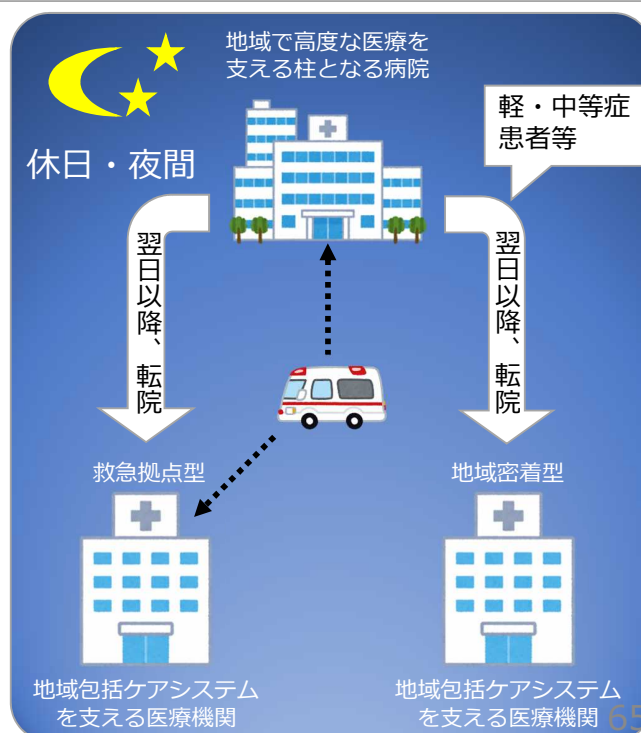 地域で高度な医療を
支える柱となる病院
休日・夜間
軽・中等症
患者等
翌日以降、転院
翌日以降、転院
救急拠点型
地域密着型
地域包括ケアシステム
を支える医療機関
地域包括ケアシステム
を支える医療機関
65